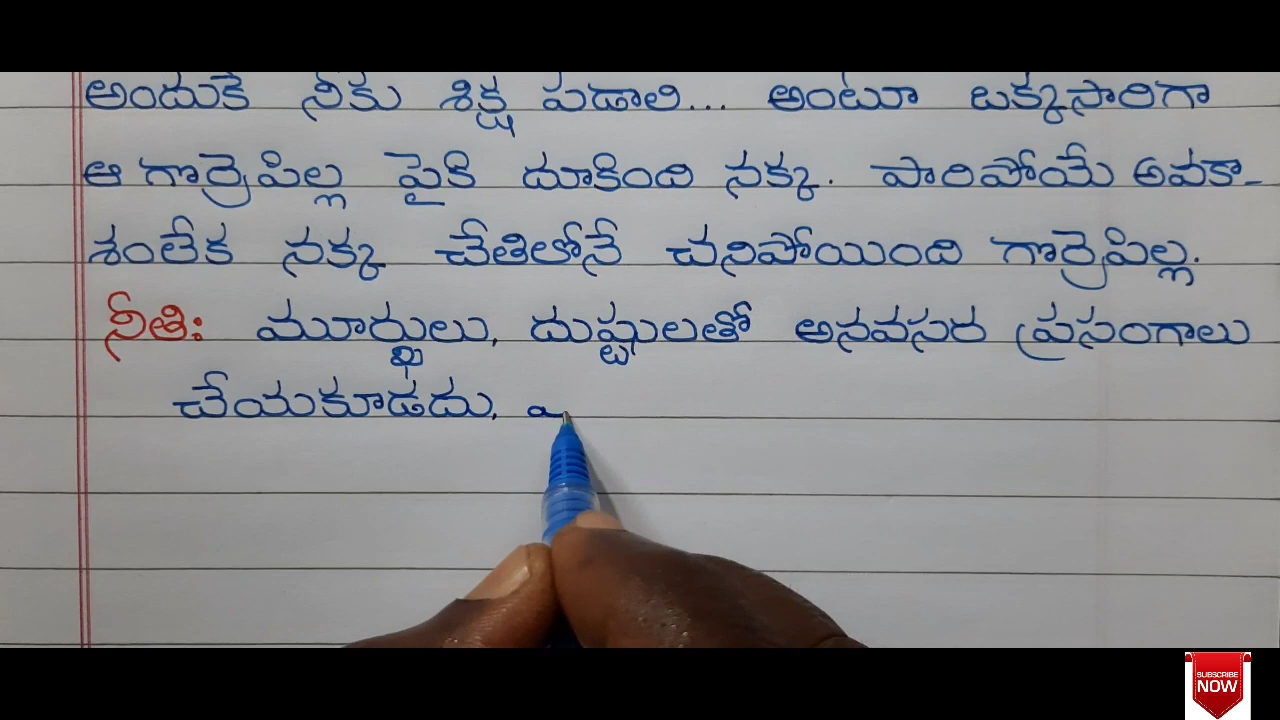 అందుకే నీకు శిక్ష పడాలి... అంటూ ఒక్కసారిగా
ఆ గొర్రెపిల్ల పైకి దూకింది నక్క. పారిపోయే అవకా-
శంలేక నక్క చేతిలోనే చనిపోయింది గొర్రెపిల్ల.
నీతి: మూర్ఖులు, దుష్టులతో అనవసర ప్రసంగాలు
చేయకూడదు,
SUBSCRIBE
NOW